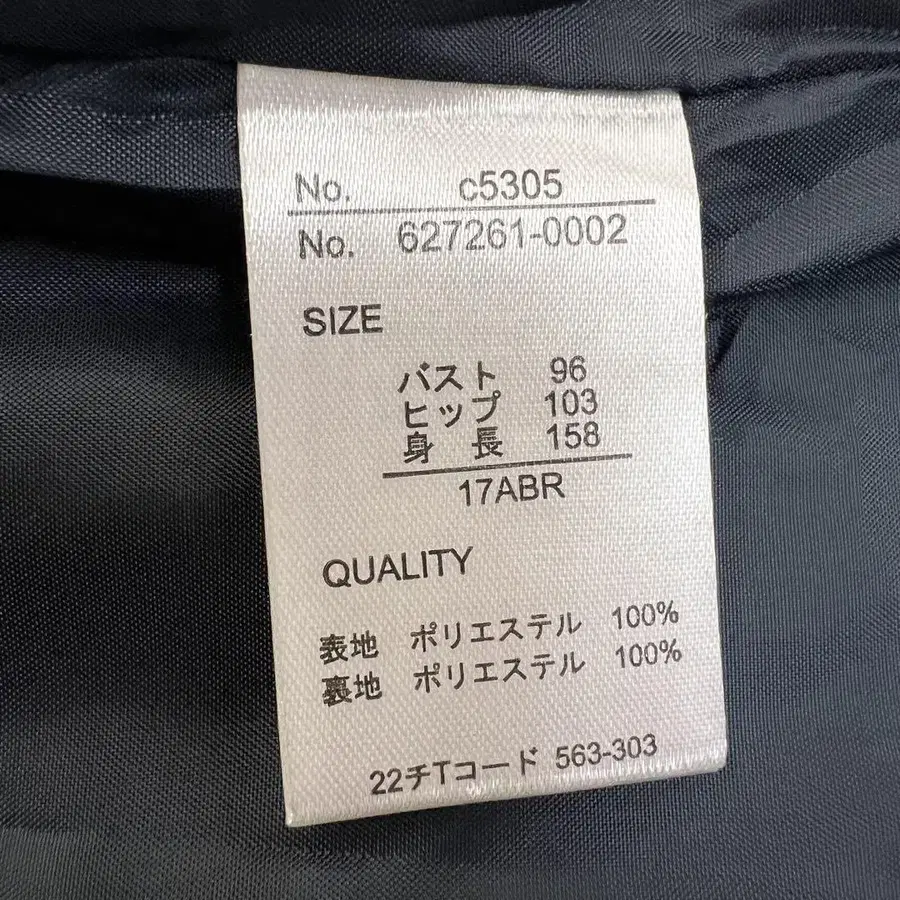 No. c5305
No. 627261-0002
SIZE
バスト 96
ヒップ 103
身 長 158
17ABR
QUALITY
表地 ポリエステル 100%
裏地 ポリエステル 100%
22チTコード 563-303